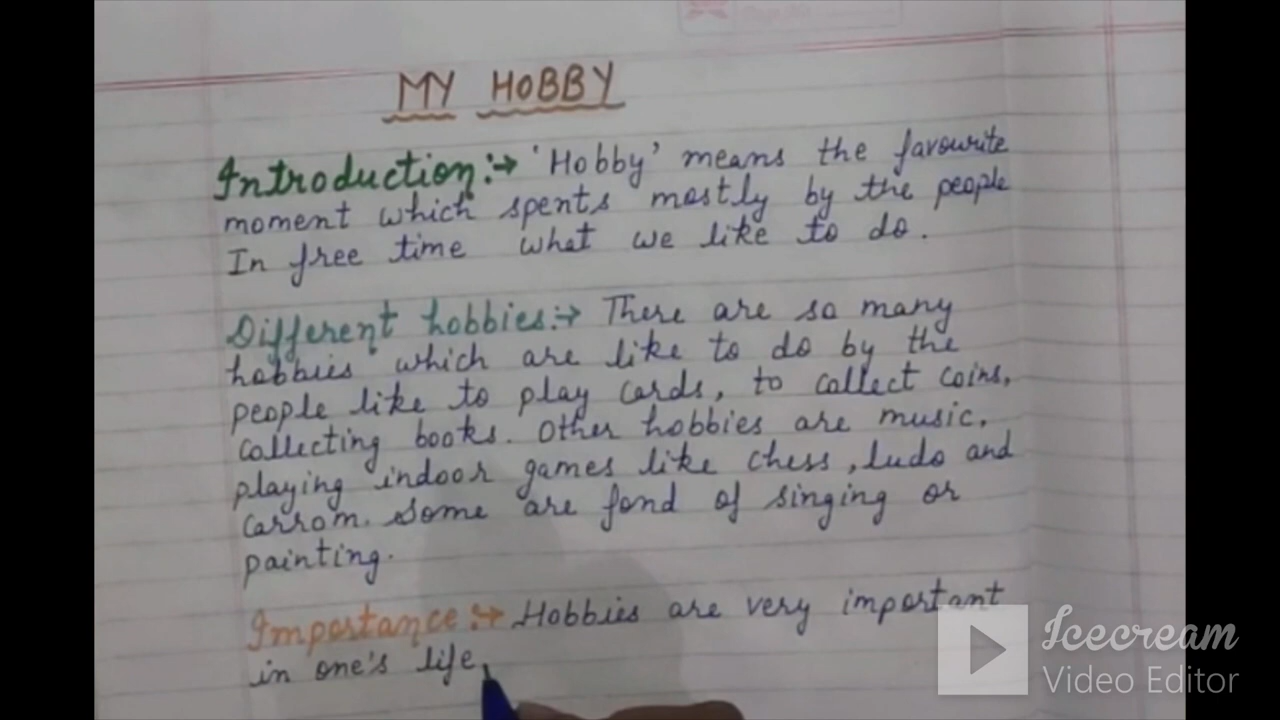 MY HOBBY
Introduction:→ 'Hobby' means the favourite
moment which spents mostly by the people
In free time what we like to do.
Different hobbies:→ There are so many
hobbies which are like to do by the
people like to play cards, to collect coins,
collecting books. Other hobbies are music,
playing indoor games like chess, ludo and
carrom. Some are fond of singing or
painting.
Importance:→ Hobbies are very important
in one's life,
Icecream
Video Editor